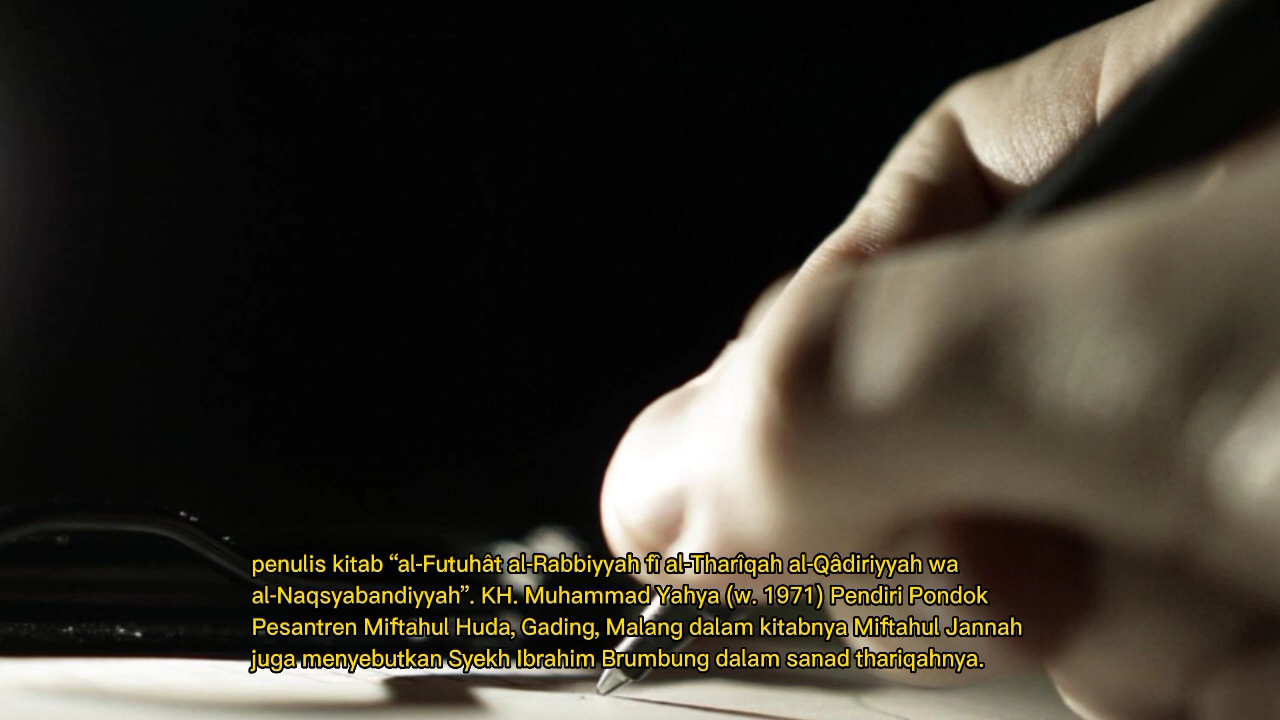 penulis kitab “al-Futuhât al-Rabbiyyah fî al-Tharîqah al-Qâdiriyyah wa
al-Naqsyabandiyyah”. KH. Muhammad Yahya (w. 1971) Pendiri Pondok
Pesantren Miftahul Huda, Gading, Malang dalam kitabnya Miftahul Jannah
juga menyebutkan Syekh Ibrahim Brumbung dalam sanad thariqahnya.